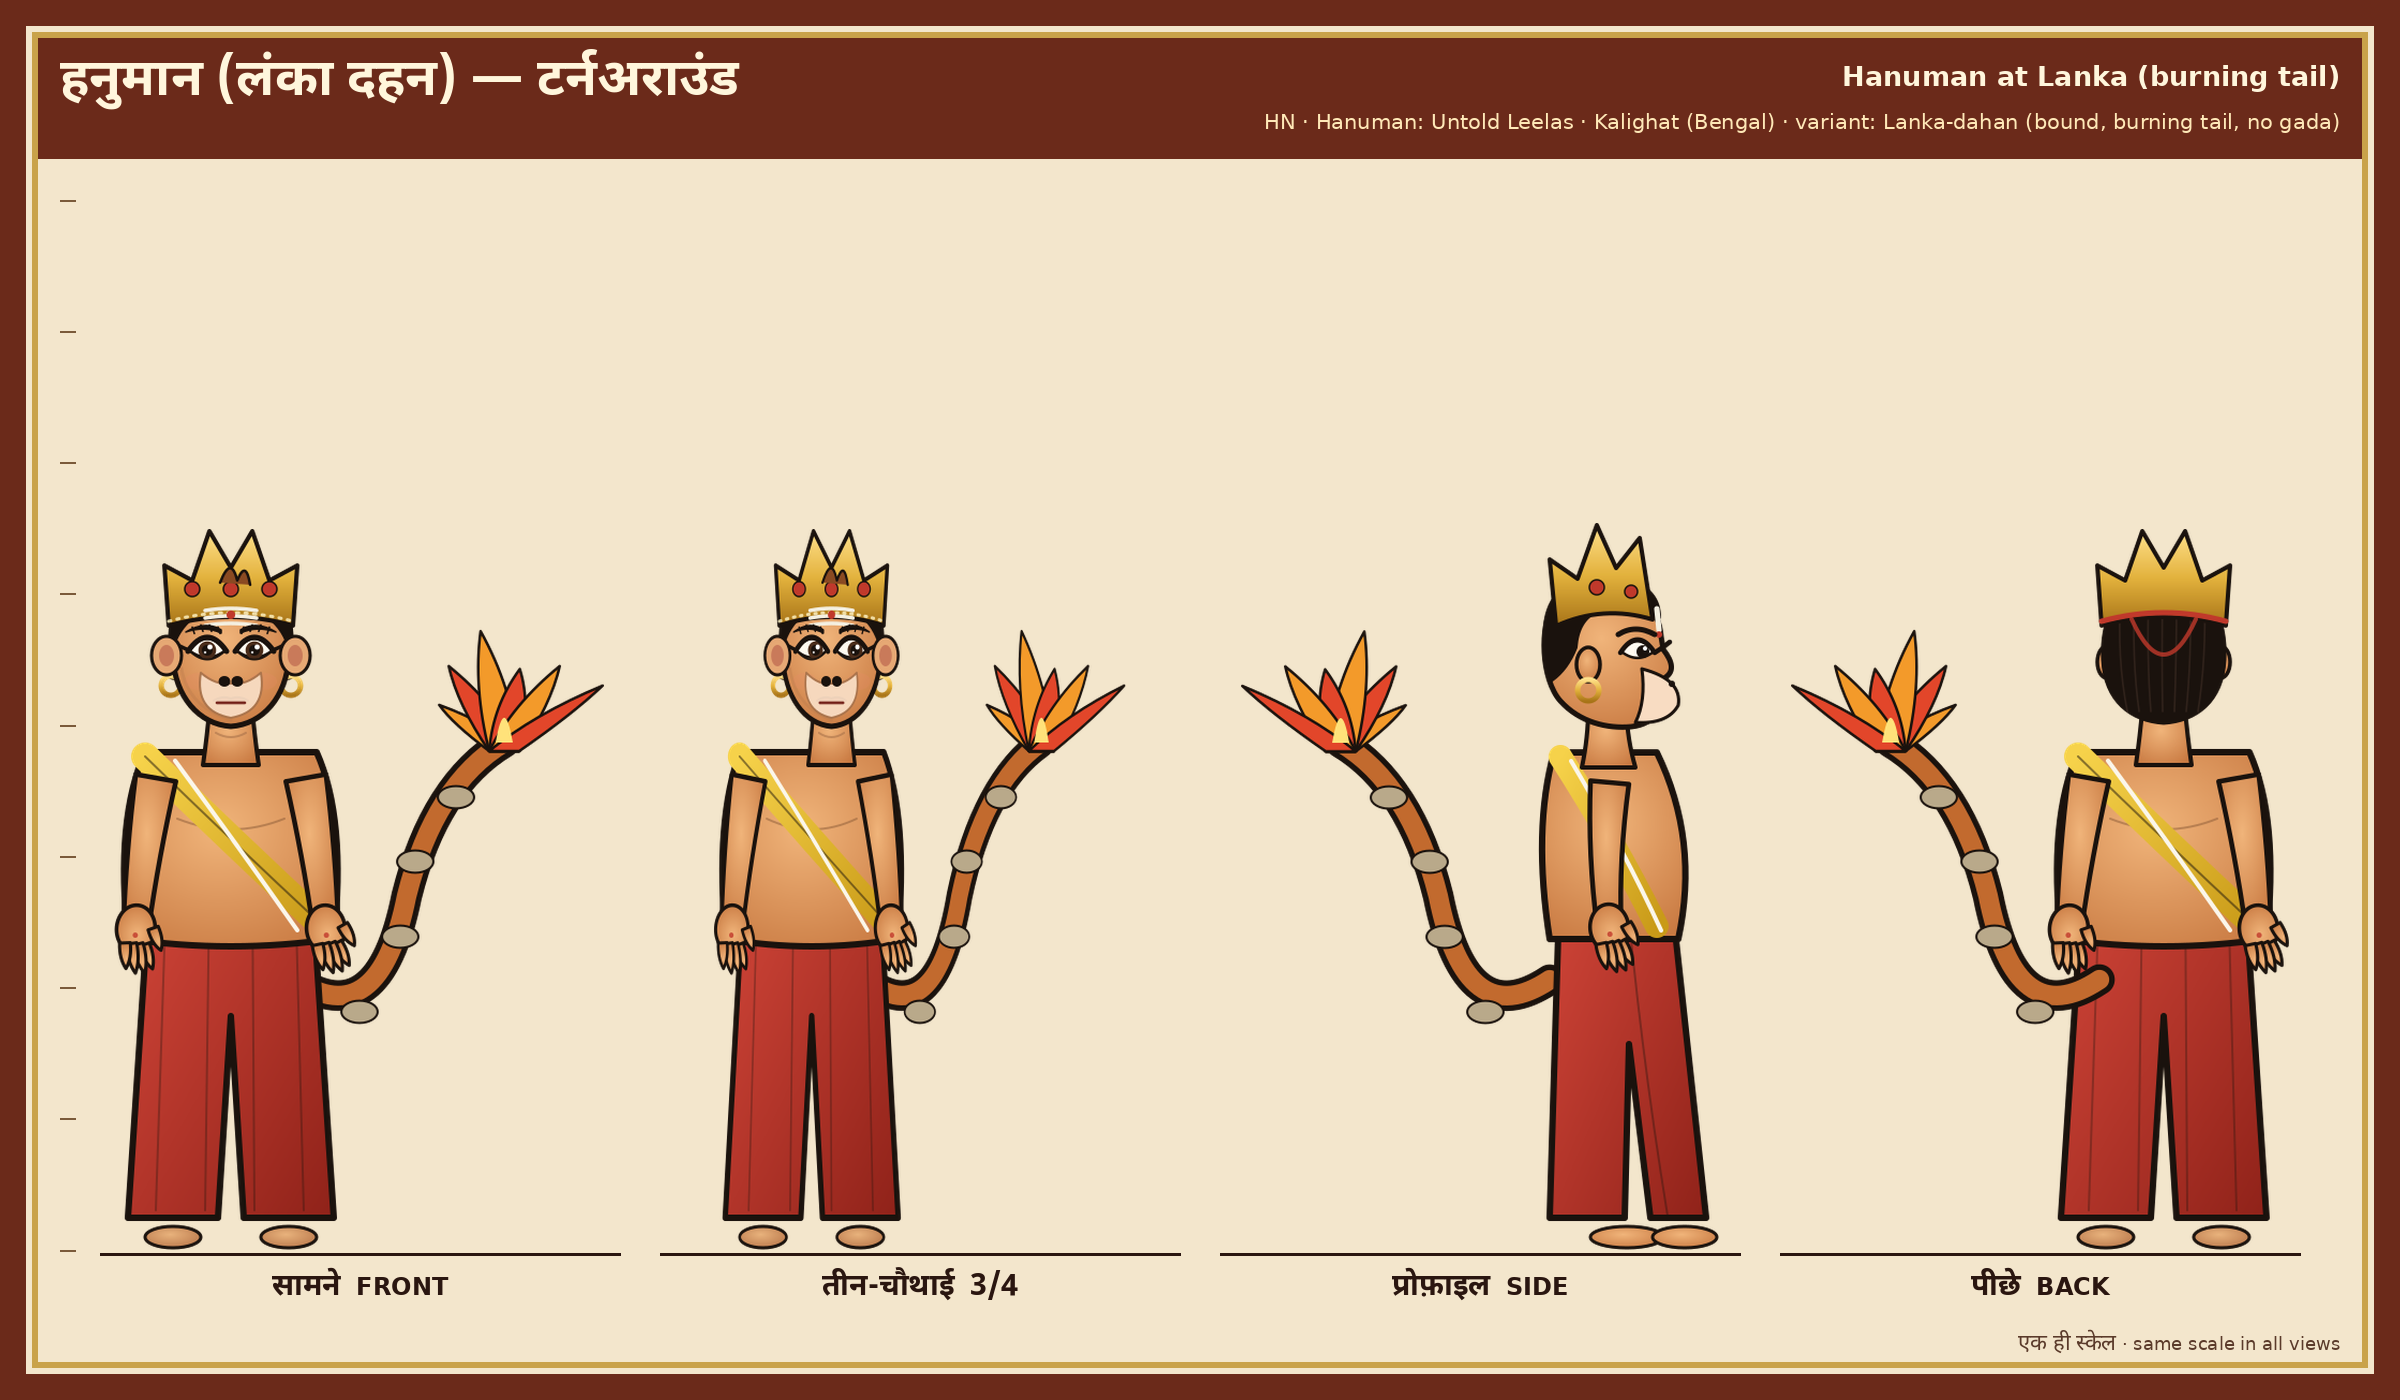 हनुमान (लंका दहन) — टर्नअराउंड
Hanuman at Lanka (burning tail)
HN · Hanuman: Untold Leelas · Kalighat (Bengal) · variant: Lanka-dahan (bound, burning tail, no gada)
सामने FRONT
तीन-चौथाई 3/4
प्रोफ़ाइल SIDE
पीछे BACK
एक ही स्केल · same scale in all views